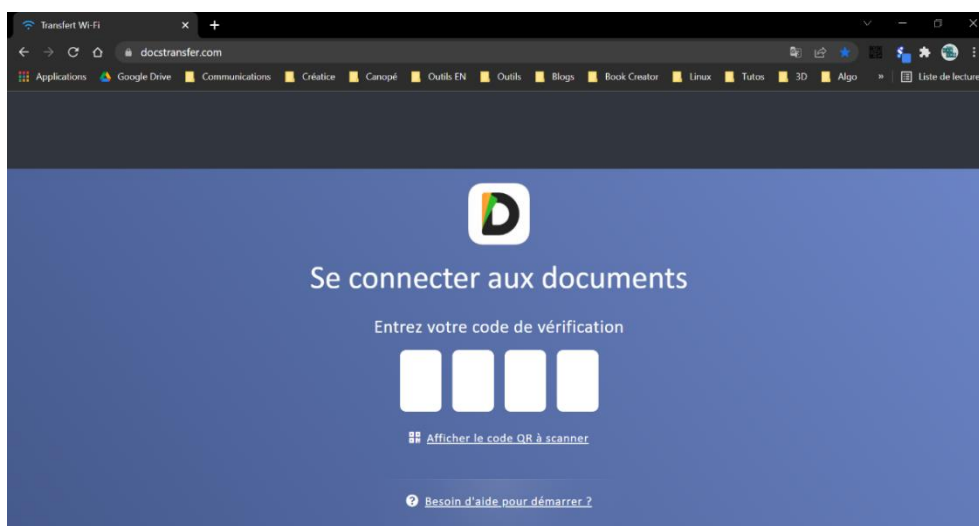 Transfert Wi-Fi
docstransfer.com
Applications Google Drive Communications Créatice Canopé Outils EN Outils Blogs Book Creator Linux Tutos 3D Algo » Liste de lecture
D
Se connecter aux documents
Entrez votre code de vérification
Afficher le code QR à scanner
Besoin d'aide pour démarrer ?